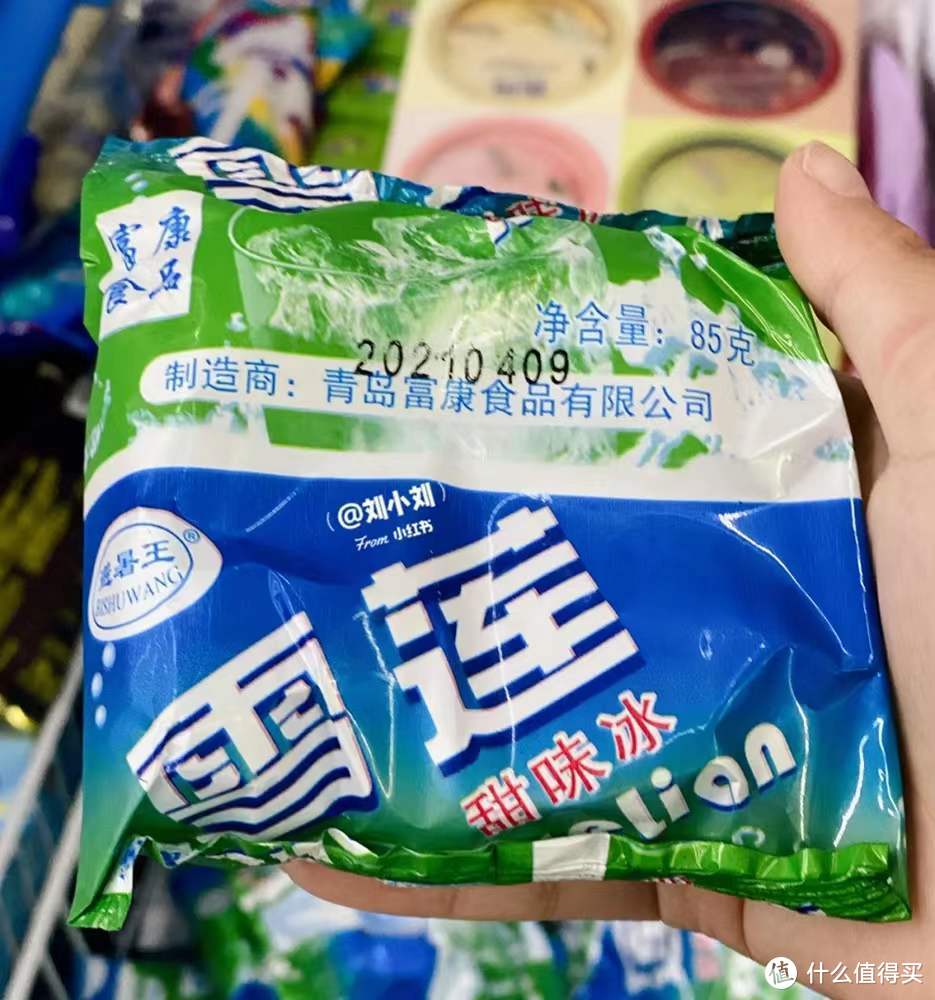 富康
食品
净含量：85克
20210409
制造商：青岛富康食品有限公司
@刘小刘
From 小红书
避暑王®
BISHUWANG
雪莲
甜味冰
值 什么值得买